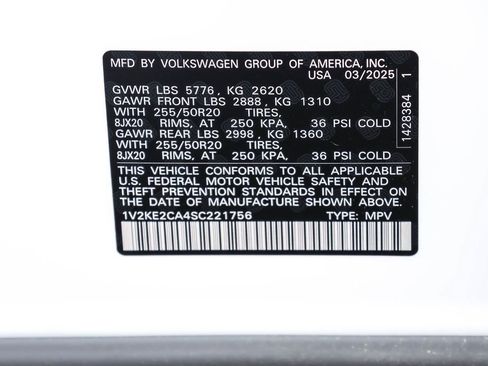 MFD BY VOLKSWAGEN GROUP OF AMERICA, INC.
USA 03/2025
GVWR LBS 5776, KG 2620
GAWR FRONT LBS 2888, KG 1310
WITH 255/50R20 TIRES,
8JX20 RIMS, AT 250 KPA, 36 PSI COLD
GAWR REAR LBS 2998, KG 1360
WITH 255/50R20 TIRES,
8JX20 RIMS, AT 250 KPA, 36 PSI COLD
THIS VEHICLE CONFORMS TO ALL APPLICABLE
U.S. FEDERAL MOTOR VEHICLE SAFETY AND
THEFT PREVENTION STANDARDS IN EFFECT ON
THE DATE OF MANUFACTURE SHOWN ABOVE.
1V2KE2CA4SC221756 TYPE: MPV
1428384 1